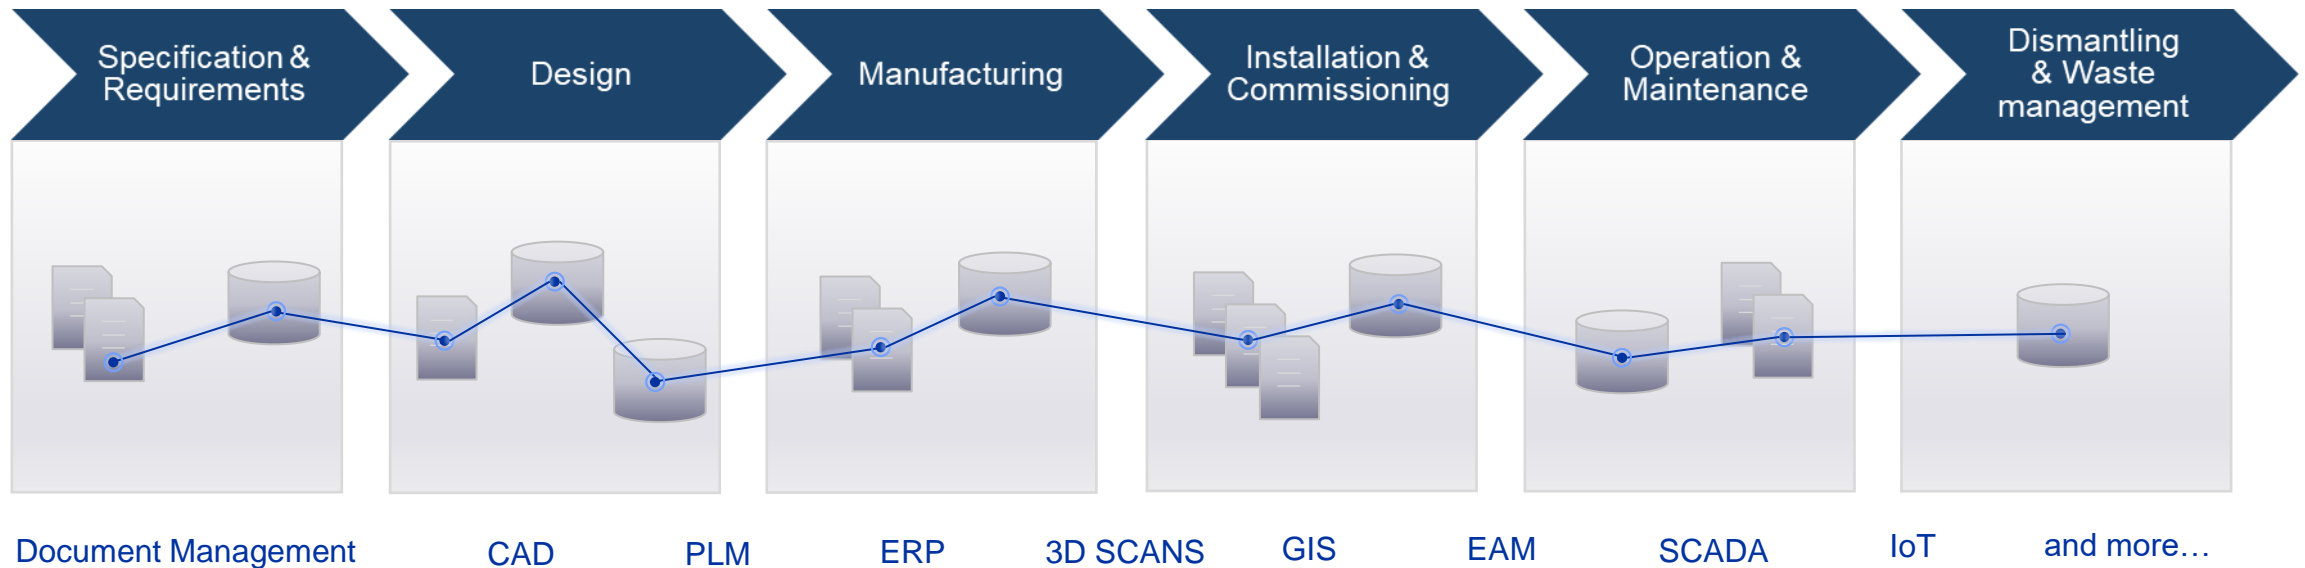 Specification &
Requirements
Design
Manufacturing
Installation &
Commissioning
Operation &
Maintenance
Dismantling
& Waste
management
Document Management
CAD
PLM
ERP
3D SCANS
GIS
EAM
SCADA
IoT
and more…